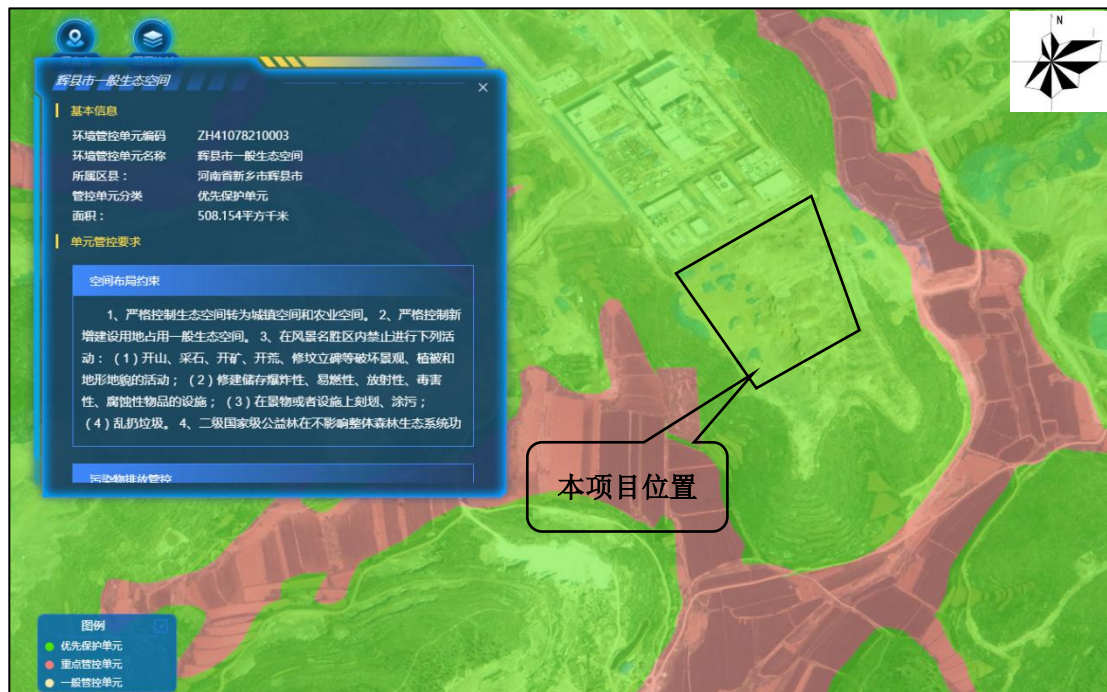 N
辉县市一般生态空间
基本信息
环境管控单元编码 ZH41078210003
环境管控单元名称 辉县市一般生态空间
所属区县： 河南省新乡市辉县市
管控单元分类 优先保护单元
面积： 508.154平方千米
单元管控要求
空间布局约束
1、严格控制生态空间转为城镇空间和农业空间。 2、严格控制新
增建设用地占用一般生态空间。 3、在风景名胜区内禁止进行下列活
动：（1）开山、采石、开矿、开荒、修坟立碑等破坏景观、植被和
地形地貌的活动；（2）修建储存爆炸性、易燃性、放射性、毒害
性、腐蚀性物品的设施；（3）在景物或者设施上刻划、涂污；
（4）乱扔垃圾。 4、二级国家级公益林在不影响整体森林生态系统功
污染物排放管控
本项目位置
图例
优先保护单元
重点管控单元
一般管控单元